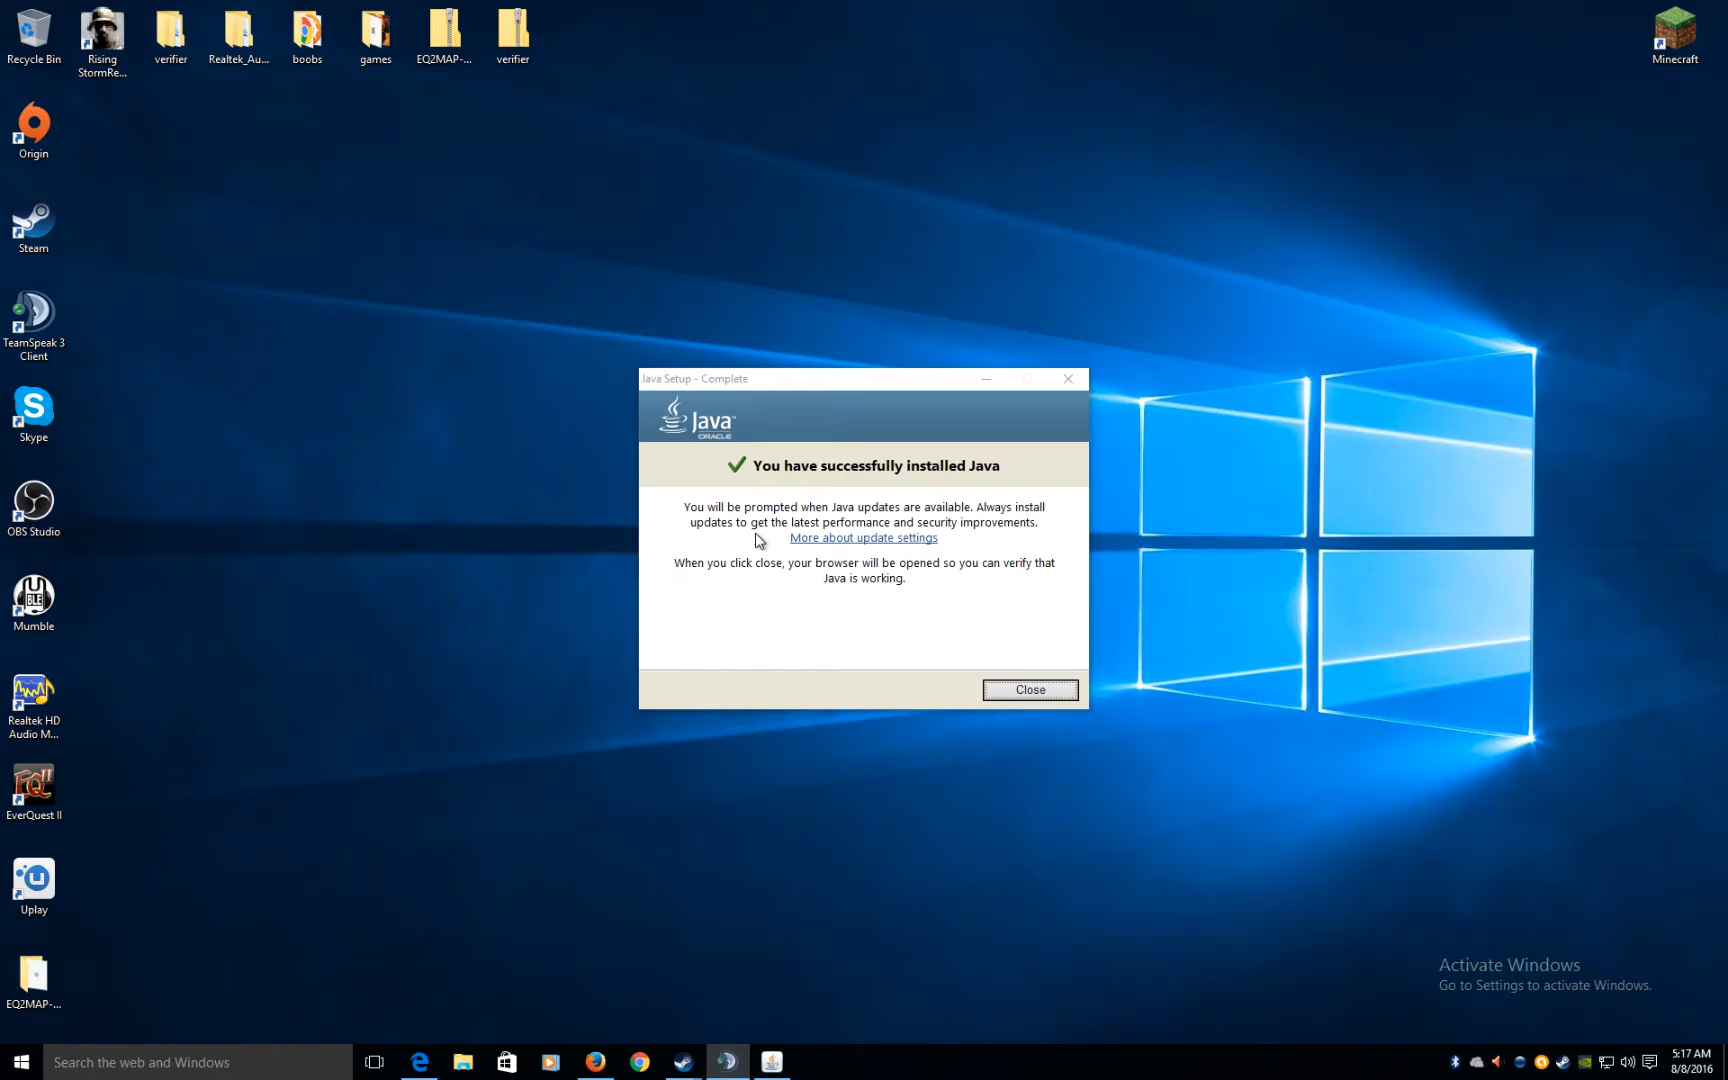 Recycle Bin
Rising
StormRe...
verifier
Realtek_Au...
boobs
games
EQ2MAP-...
verifier
Minecraft
Origin
Steam
TeamSpeak 3
Client
S
Skype
OBS Studio
UBLE
Mumble
Realtek HD
Audio M...
EQII
EverQuest II
Uplay
EQ2MAP-...
Java Setup - Complete
Java™
ORACLE
You have successfully installed Java
You will be prompted when Java updates are available. Always install
updates to get the latest performance and security improvements.
More about update settings
When you click close, your browser will be opened so you can verify that
Java is working.
Close
Activate Windows
Go to Settings to activate Windows.
Search the web and Windows
5:17 AM
8/8/2016